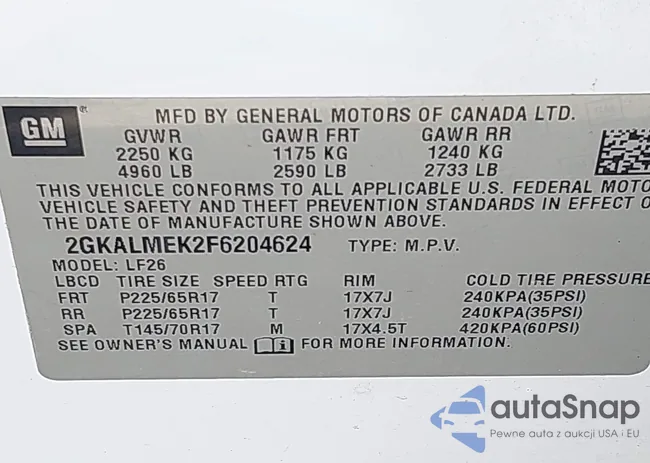 GM
MFD BY GENERAL MOTORS OF CANADA LTD.
GVWR GAWR FRT GAWR RR
2250 KG 1175 KG 1240 KG
4960 LB 2590 LB 2733 LB
THIS VEHICLE CONFORMS TO ALL APPLICABLE U.S. FEDERAL MOTO
VEHICLE SAFETY AND THEFT PREVENTION STANDARDS IN EFFECT O
THE DATE OF MANUFACTURE SHOWN ABOVE.
2GKALMEK2F6204624 TYPE: M.P.V.
MODEL: LF26
LBCD TIRE SIZE SPEED RTG RIM COLD TIRE PRESSURE
FRT P225/65R17 T 17X7J 240KPA(35PSI)
RR P225/65R17 T 17X7J 240KPA(35PSI)
SPA T145/70R17 M 17X4.5T 420KPA(60PSI)
SEE OWNER'S MANUAL FOR MORE INFORMATION.
autaSnap
Pewne auta z aukcji USA i EU